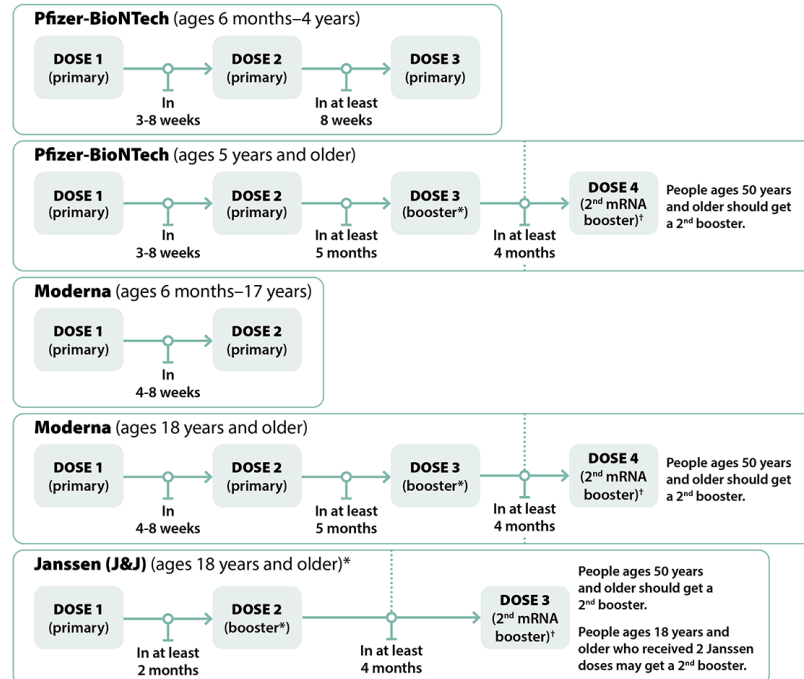 Pfizer-BioNTech (ages 6 months–4 years)
DOSE 1
(primary)
In
3-8 weeks
DOSE 2
(primary)
In at least
8 weeks
DOSE 3
(primary)
Pfizer-BioNTech (ages 5 years and older)
DOSE 1
(primary)
In
3-8 weeks
DOSE 2
(primary)
In at least
5 months
DOSE 3
(booster*)
In at least
4 months
DOSE 4
(2nd mRNA
booster)†
People ages 50 years
and older should get
a 2nd booster.
Moderna (ages 6 months–17 years)
DOSE 1
(primary)
In
4-8 weeks
DOSE 2
(primary)
Moderna (ages 18 years and older)
DOSE 1
(primary)
In
4-8 weeks
DOSE 2
(primary)
In at least
5 months
DOSE 3
(booster*)
In at least
4 months
DOSE 4
(2nd mRNA
booster)†
People ages 50 years
and older should get
a 2nd booster.
Janssen (J&J) (ages 18 years and older)*
DOSE 1
(primary)
In at least
2 months
DOSE 2
(booster*)
In at least
4 months
DOSE 3
(2nd mRNA
booster)†
People ages 50 years
and older should get a
2nd booster.
People ages 18 years and
older who received 2 Janssen
doses may get a 2nd booster.